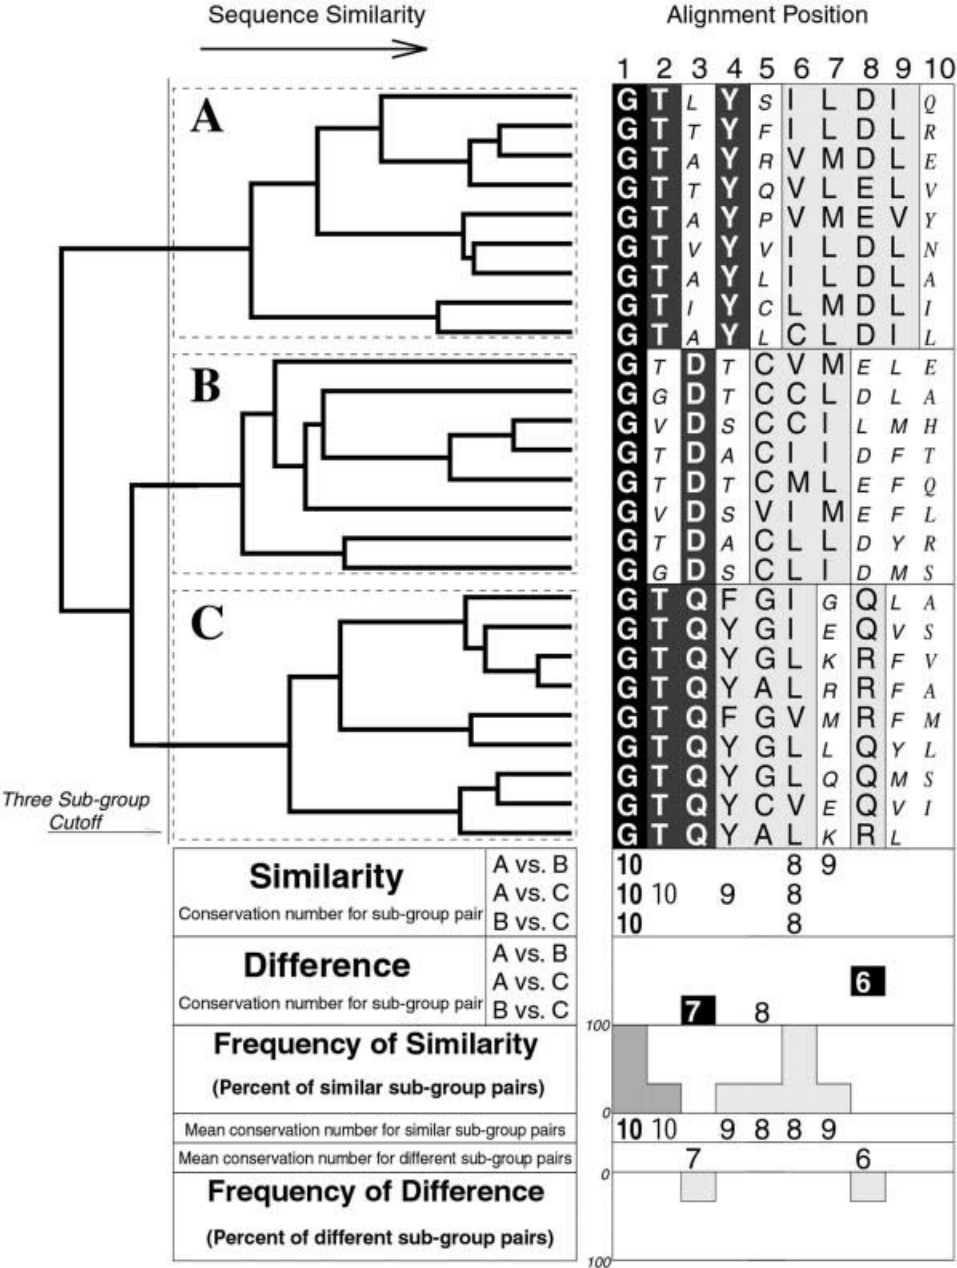 Sequence Similarity
Alignment Position
1 2 3 4 5 6 7 8 9 10
A
G T L Y S I L D I Q
G T T Y F I L D L R
G T A Y R V M D L E
G T T Y Q V L E L V
G T A Y P V M E V Y
G T V Y V I L D L N
G T A Y L I L D L A
G T I Y C L M D L I
G T A Y L C L D I L
B
G T D T C V M E L E
G G D T C C L D L A
G V D S C C I L M H
G T D A C I I D F T
G T D T C M L E F Q
G V D S V I M E F L
G T D A C L L D Y R
G G D S C L I D M S
C
G T Q F G I G Q L A
G T Q Y G I E Q V S
G T Q Y G L K R F V
G T Q Y A L R R F A
G T Q F G V M R F M
G T Q Y G L L Q Y L
G T Q Y G L Q Q M S
G T Q Y C V E Q V I
G T Q Y A L K R L
Three Sub-group
Cutoff
Similarity
Conservation number for sub-group pair
A vs. B
A vs. C
B vs. C
10 8 9
10 10 9 8
10 8
Difference
Conservation number for sub-group pair
A vs. B
A vs. C
B vs. C
6
7 8
Frequency of Similarity
(Percent of similar sub-group pairs)
100
0
Mean conservation number for similar sub-group pairs
10 10 9 8 8 9
Mean conservation number for different sub-group pairs
7 6
Frequency of Difference
(Percent of different sub-group pairs)
0
100